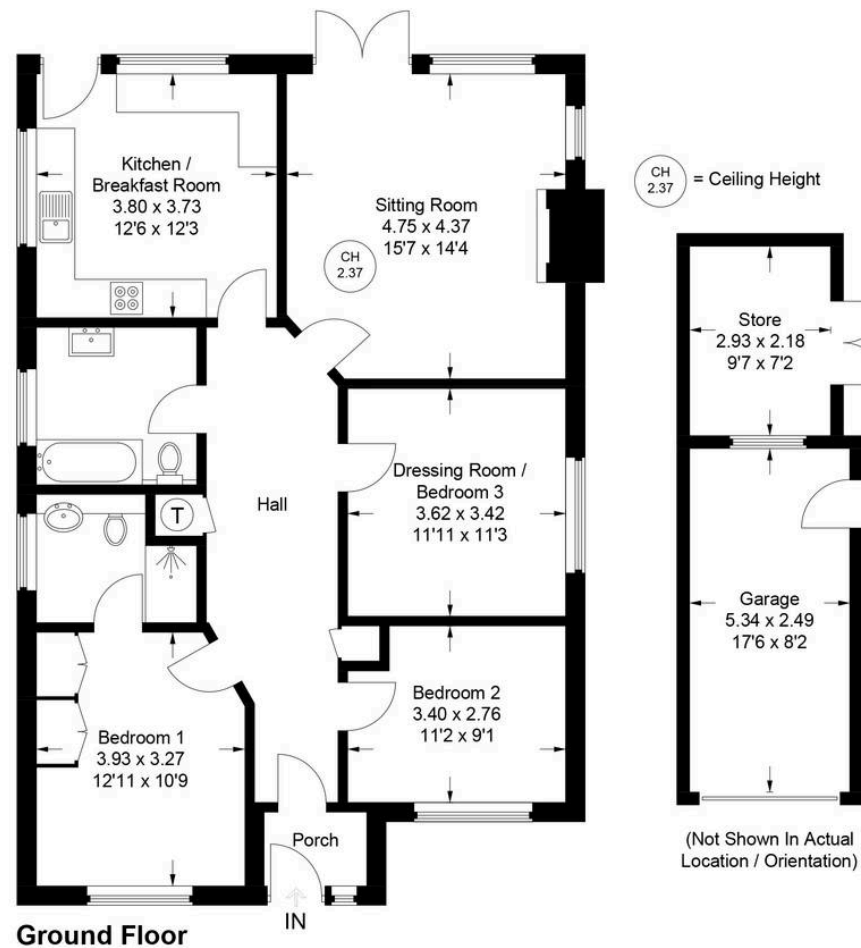 Kitchen /
Breakfast Room
3.80 x 3.73
12'6 x 12'3
Sitting Room
4.75 x 4.37
15'7 x 14'4
CH
2.37
CH
2.37
= Ceiling Height
Store
2.93 x 2.18
9'7 x 7'2
Dressing Room /
Bedroom 3
3.62 x 3.42
11'11 x 11'3
Hall
T
Garage
5.34 x 2.49
17'6 x 8'2
Bedroom 2
3.40 x 2.76
11'2 x 9'1
Bedroom 1
3.93 x 3.27
12'11 x 10'9
Porch
(Not Shown In Actual
Location / Orientation)
IN
Ground Floor